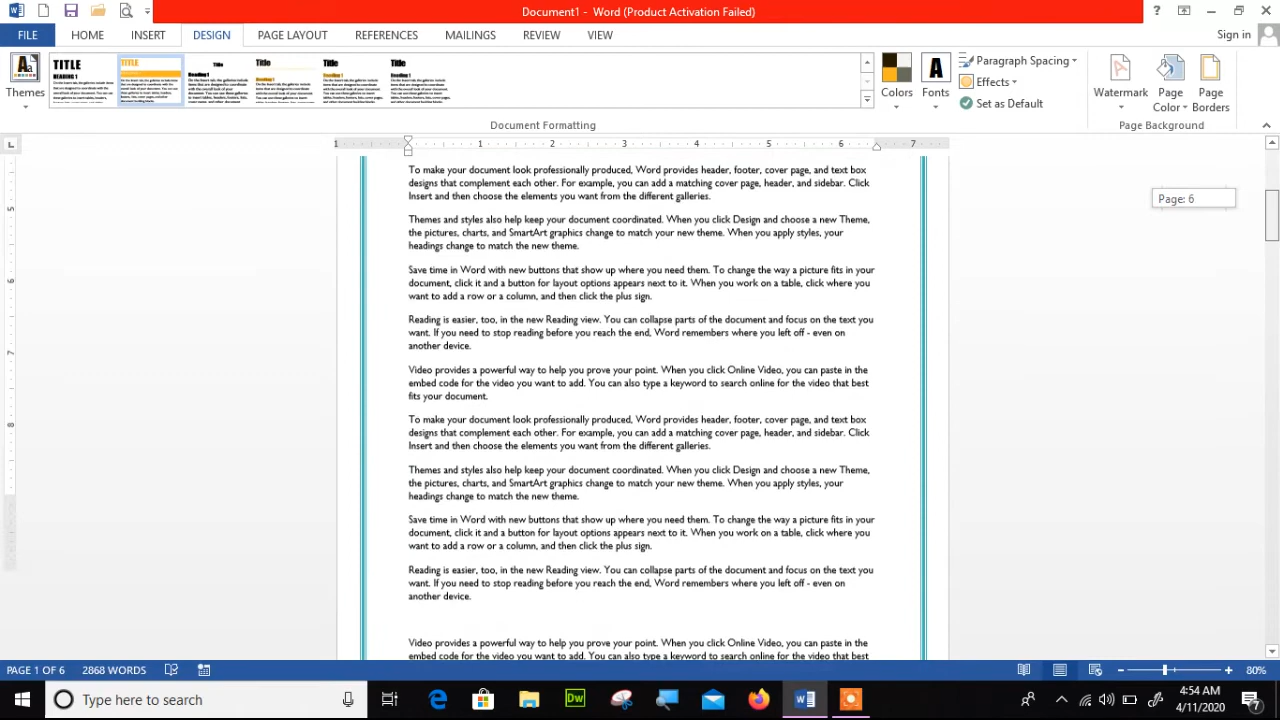 Document1 - Word (Product Activation Failed)
Sign in
FILE HOME INSERT DESIGN PAGE LAYOUT REFERENCES MAILINGS REVIEW VIEW
Themes
TITLE
HEADING 1
TITLE
Title
Heading 1
Title
Title
Heading 1
Title
Heading 1
Colors
Fonts
Paragraph Spacing
Effects
Set as Default
Watermark
Page Color
Page Borders
Document Formatting
Page Background
1 1 2 3 4 5 6 7
5
6
7
8
Page: 6
To make your document look professionally produced, Word provides header, footer, cover page, and text box
designs that complement each other. For example, you can add a matching cover page, header, and sidebar. Click
Insert and then choose the elements you want from the different galleries.
Themes and styles also help keep your document coordinated. When you click Design and choose a new Theme,
the pictures, charts, and SmartArt graphics change to match your new theme. When you apply styles, your
headings change to match the new theme.
Save time in Word with new buttons that show up where you need them. To change the way a picture fits in your
document, click it and a button for layout options appears next to it. When you work on a table, click where you
want to add a row or a column, and then click the plus sign.
Reading is easier, too, in the new Reading view. You can collapse parts of the document and focus on the text you
want. If you need to stop reading before you reach the end, Word remembers where you left off - even on
another device.
Video provides a powerful way to help you prove your point. When you click Online Video, you can paste in the
embed code for the video you want to add. You can also type a keyword to search online for the video that best
fits your document.
To make your document look professionally produced, Word provides header, footer, cover page, and text box
designs that complement each other. For example, you can add a matching cover page, header, and sidebar. Click
Insert and then choose the elements you want from the different galleries.
Themes and styles also help keep your document coordinated. When you click Design and choose a new Theme,
the pictures, charts, and SmartArt graphics change to match your new theme. When you apply styles, your
headings change to match the new theme.
Save time in Word with new buttons that show up where you need them. To change the way a picture fits in your
document, click it and a button for layout options appears next to it. When you work on a table, click where you
want to add a row or a column, and then click the plus sign.
Reading is easier, too, in the new Reading view. You can collapse parts of the document and focus on the text you
want. If you need to stop reading before you reach the end, Word remembers where you left off - even on
another device.
Video provides a powerful way to help you prove your point. When you click Online Video, you can paste in the
embed code for the video you want to add. You can also type a keyword to search online for the video that best
PAGE 1 OF 6 2868 WORDS
80%
Type here to search
Dw
4:54 AM
4/11/2020
7